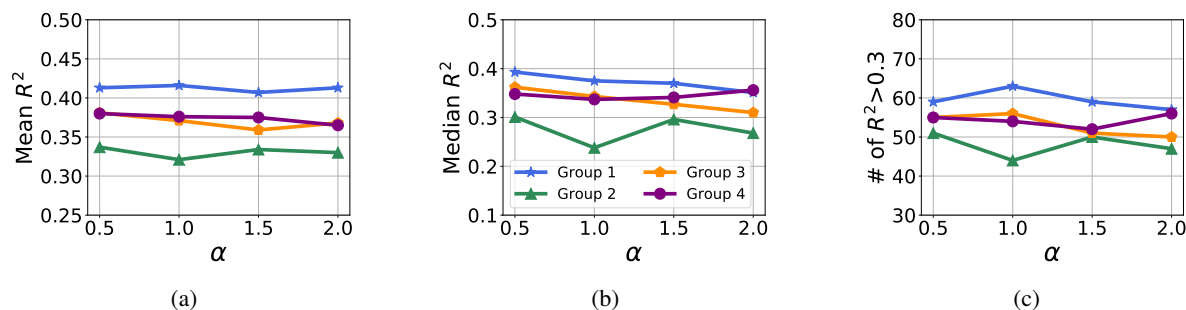 Mean R²
0.50
0.45
0.40
0.35
0.30
0.25
0.5 1.0 1.5 2.0
α
(a)
Median R²
0.5
0.4
0.3
0.2
0.1
Group 1 Group 3
Group 2 Group 4
0.5 1.0 1.5 2.0
α
(b)
# of R²>0.3
80
70
60
50
40
30
0.5 1.0 1.5 2.0
α
(c)